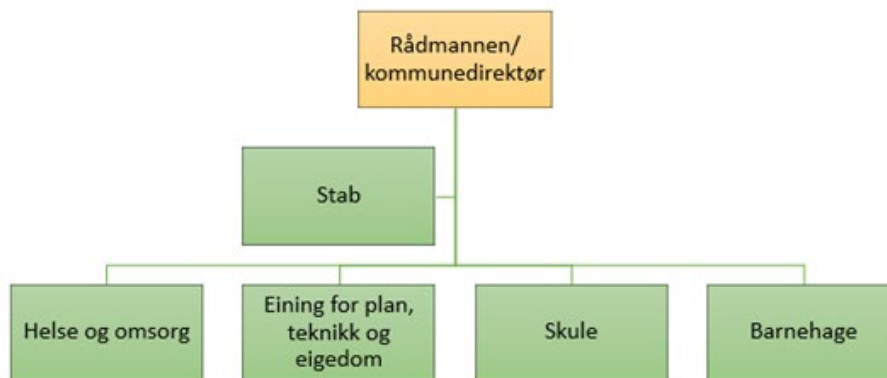 Rådmannen/
kommunedirektør
Stab
Helse og omsorg
Eining for plan,
teknikk og
eigedom
Skule
Barnehage